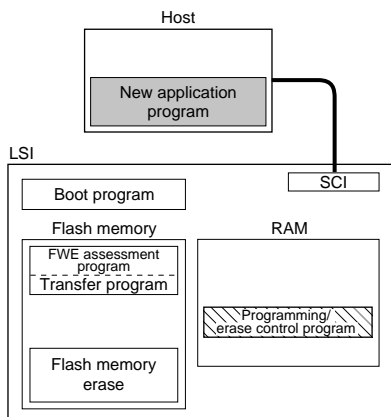 Host
New application
program
LSI
SCI
Boot program
Flash memory
FWE assessment
program
Transfer program
Flash memory
erase
RAM
Programming/
erase control program